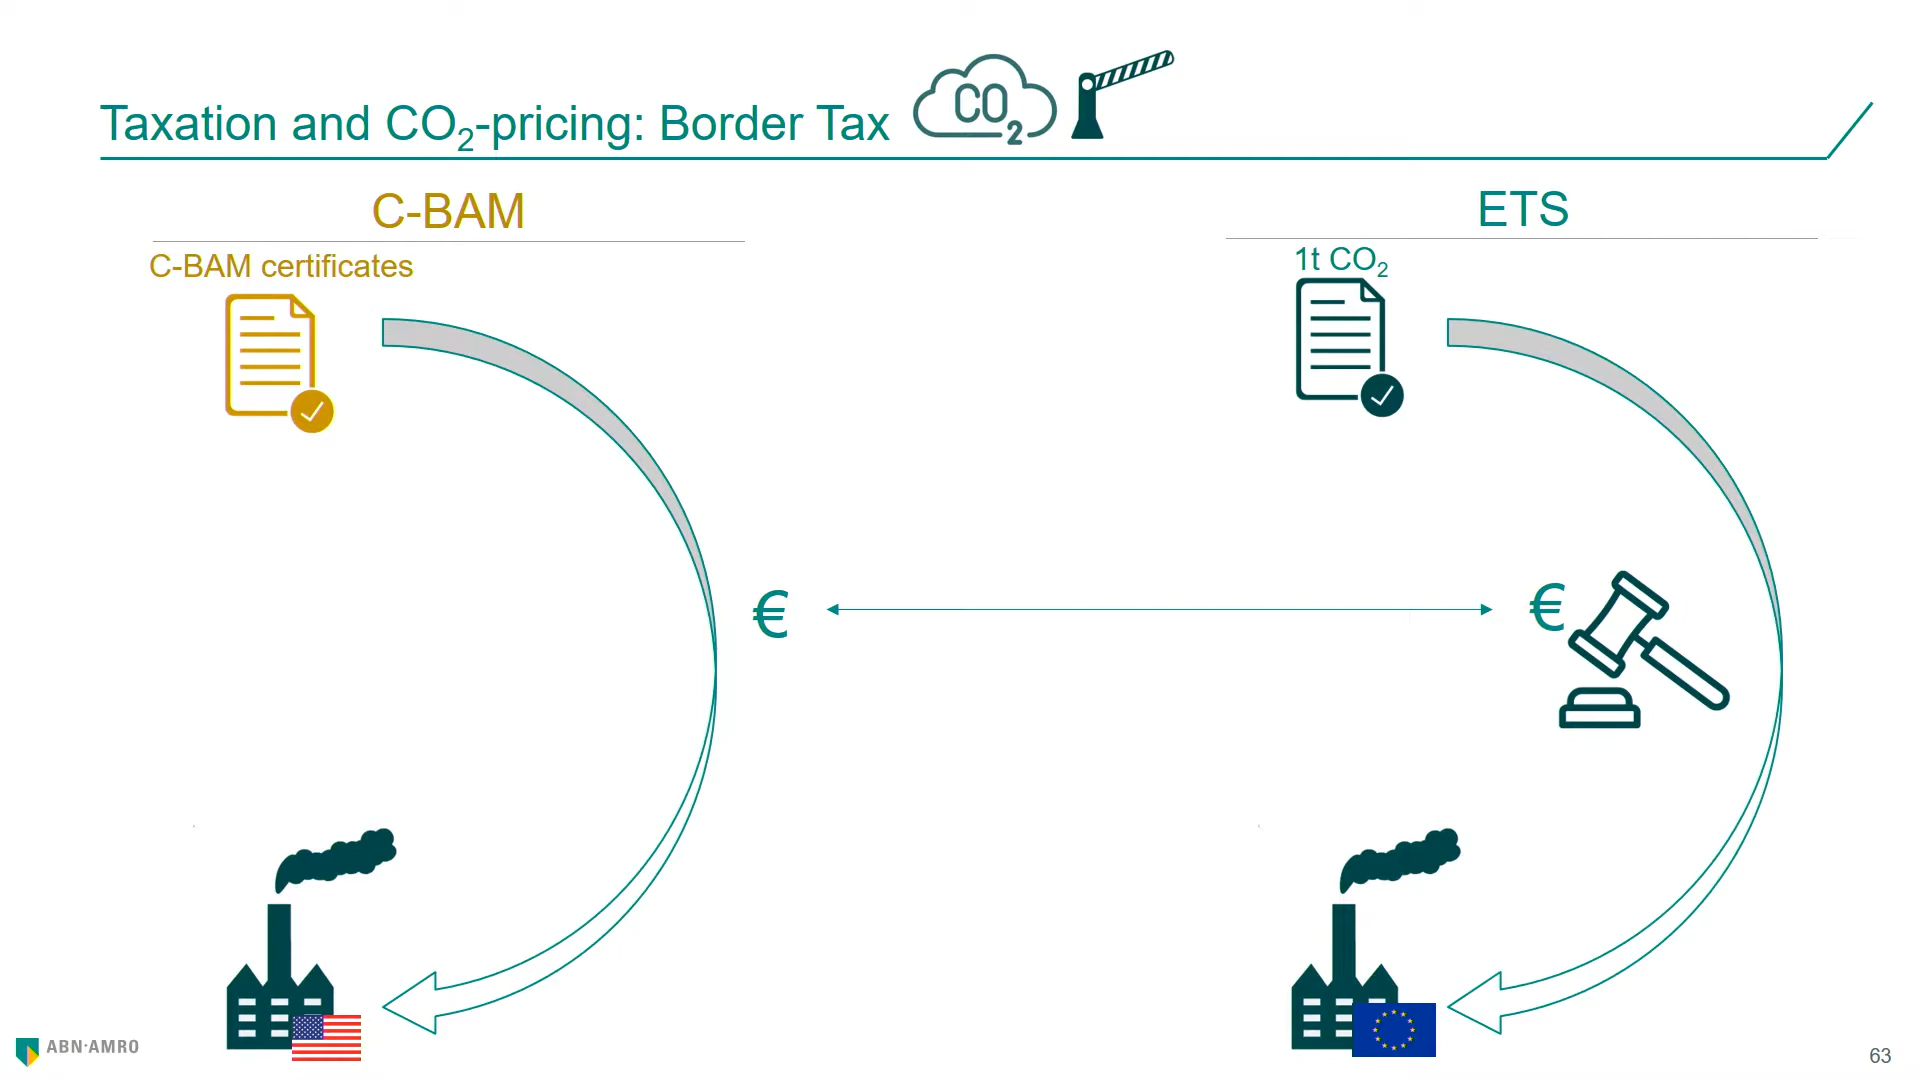 Taxation and CO₂-pricing: Border Tax
CO₂
C-BAM
C-BAM certificates
ETS
1t CO₂
€
€
ABN·AMRO
63